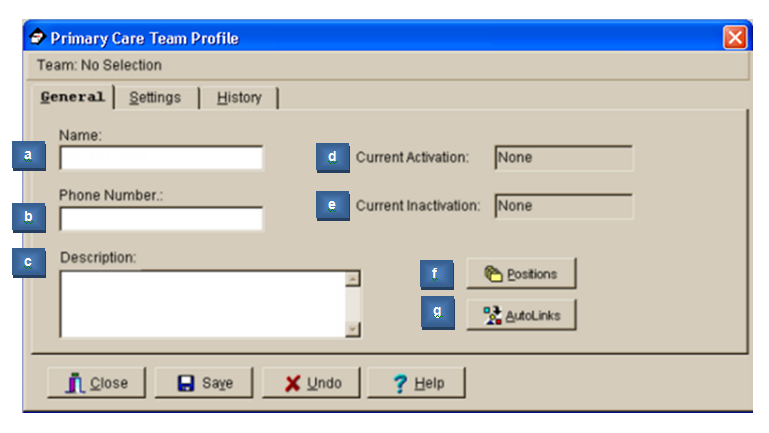 Primary Care Team Profile
Team: No Selection
General Settings History
Name:
a
d Current Activation: None
Phone Number.:
b
e Current Inactivation: None
c Description:
f Positions
g AutoLinks
Close Save Undo ? Help